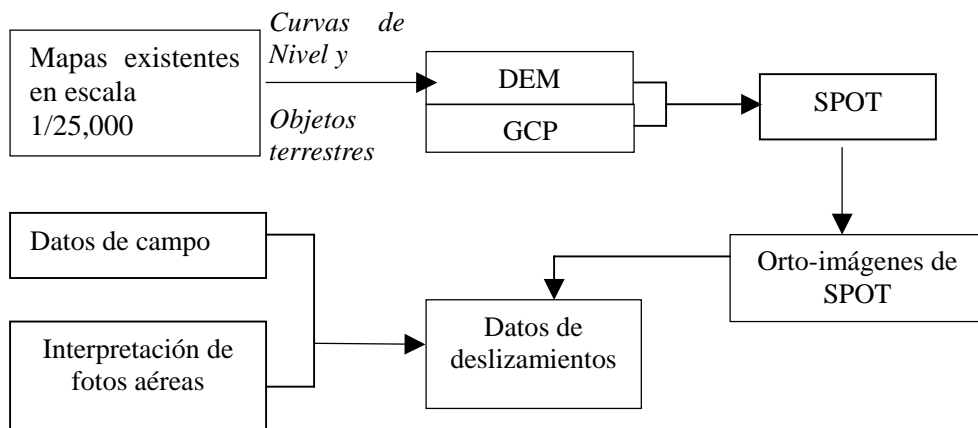 Mapas existentes
en escala
1/25,000
Curvas de
Nivel y
Objetos
terrestres
DEM
GCP
SPOT
Datos de campo
Interpretación de
fotos aéreas
Datos de
deslizamientos
Orto-imágenes de
SPOT